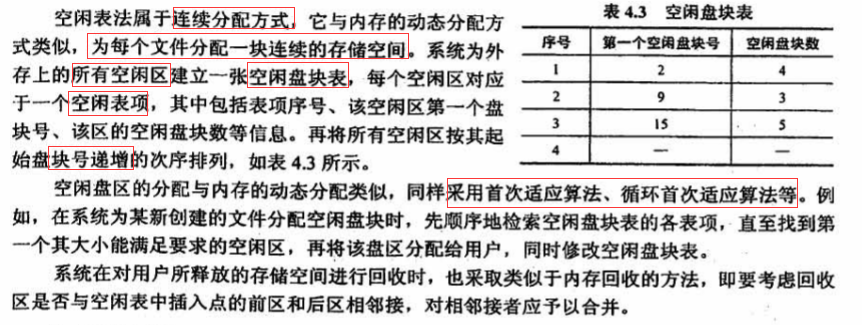 空闲表法属于连续分配方式，它与内存的动态分配方
式类似，为每个文件分配一块连续的存储空间。系统为外
存上的所有空闲区建立一张空闲盘块表，每个空闲区对应
于一个空闲表项，其中包括表项序号、该空闲区第一个盘
块号、该区的空闲盘块数等信息。再将所有空闲区按其起
始盘块号递增的次序排列，如表 4.3 所示。
表 4.3 空闲盘块表
序号 第一个空闲盘块号 空闲盘块数
1 2 4
2 9 3
3 15 5
4 — —
空闲盘区的分配与内存的动态分配类似，同样采用首次适应算法、循环首次适应算法等。例
如，在系统为某新创建的文件分配空闲盘块时，先顺序地检索空闲盘块表的各表项，直至找到第
一个其大小能满足要求的空闲区，再将该盘区分配给用户，同时修改空闲盘块表。
系统在对用户所释放的存储空间进行回收时，也采取类似于内存回收的方法，即要考虑回收
区是否与空闲表中插入点的前区和后区相邻接，对相邻接者应予以合并。